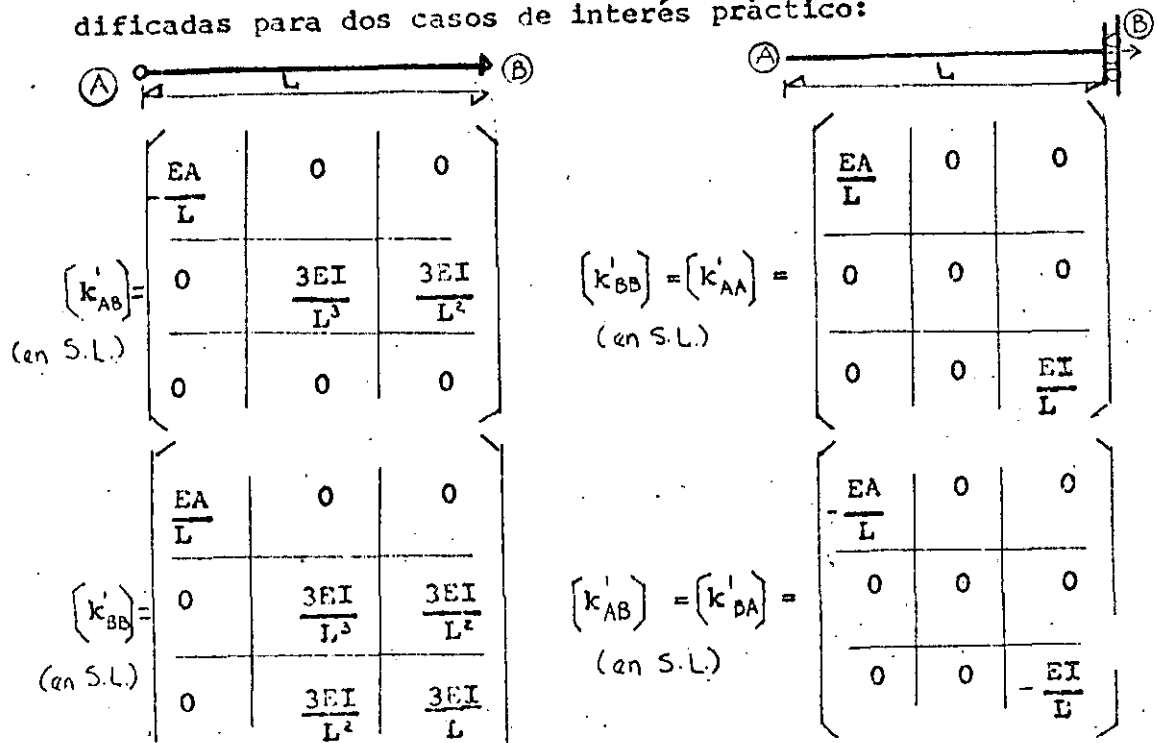 dificadas para dos casos de interés práctico:
A L B
A L B
[k'AB] = (en S.L.)
-EA/L 0 0
0 3EI/L³ 3EI/L²
0 0 0
[k'BB] = [k'AA] = (en S.L.)
EA/L 0 0
0 0 0
0 0 EI/L
[k'BB] = (en S.L.)
EA/L 0 0
0 3EI/L³ 3EI/L²
0 3EI/L² 3EI/L
[k'AB] = [k'BA] = (en S.L.)
-EA/L 0 0
0 0 0
0 0 -EI/L